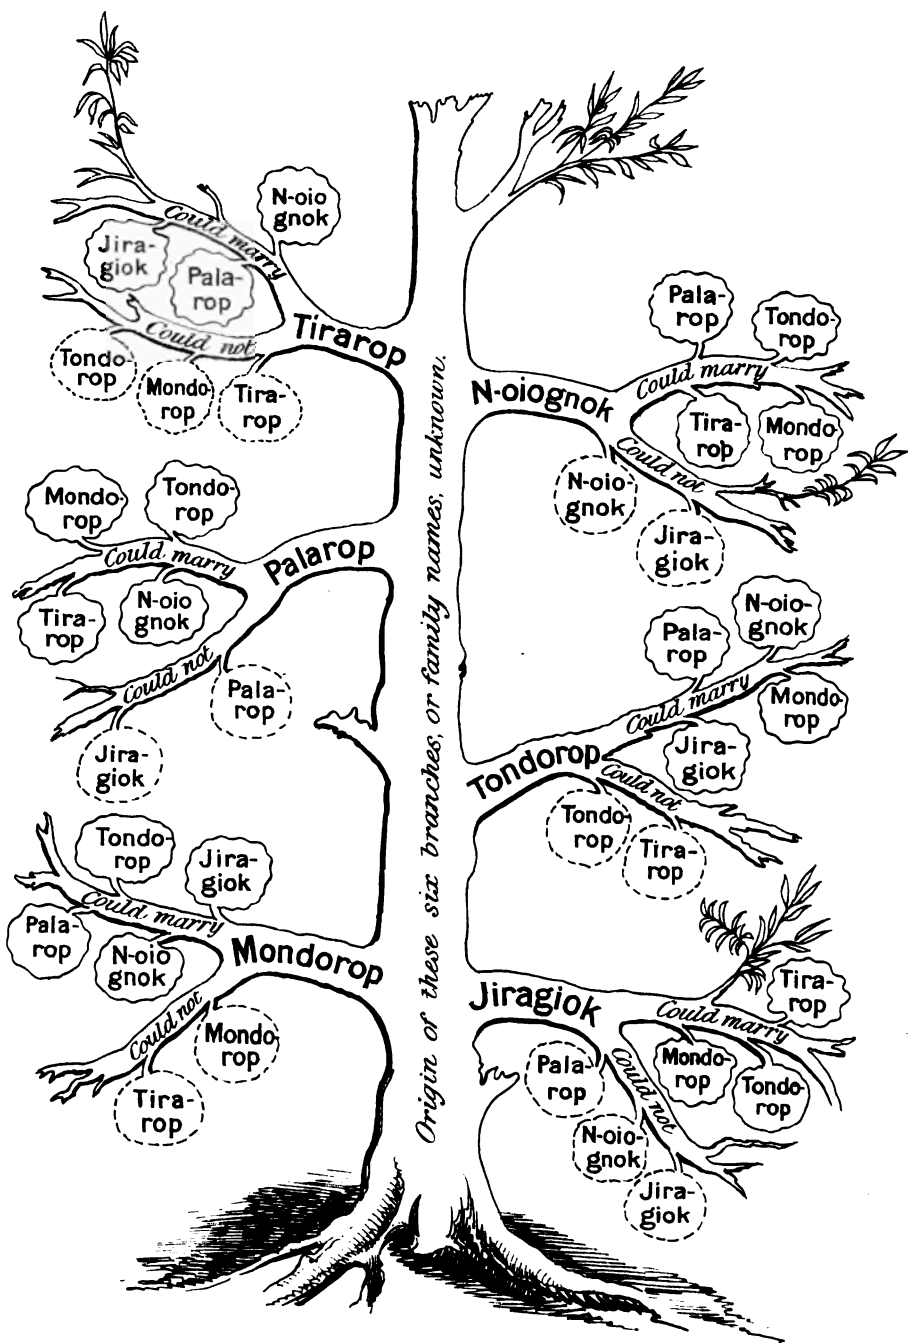 N-oio
gnok
Could marry
Jira-
giok
Pala-
rop
Tirarop
Could not
Tondo-
rop
Mondo
rop
Tira-
rop
Pala-
rop
Tondo-
rop
Could marry
N-oiognok
Tira-
rop
Mondo
rop
Could not
N-oio-
gnok
Jira-
giok
Mondo-
rop
Tondo-
rop
Could marry
Palarop
Tira-
rop
N-oio
gnok
Could not
Pala-
rop
Jira-
giok
N-oio-
gnok
Pala-
rop
Could marry
Mondo-
rop
Jira-
giok
Tondorop
Could not
Tondo-
rop
Tira-
rop
Tondo-
rop
Jira-
giok
Could marry
Pala-
rop
N-oio
gnok
Mondorop
Could not
Mondo-
rop
Tira-
rop
Jiragiok
Could marry
Tira-
rop
Mondo-
rop
Tondo-
rop
Could not
Pala-
rop
N-oio-
gnok
Jira-
giok
Origin of these six branches, or family names, unknown.